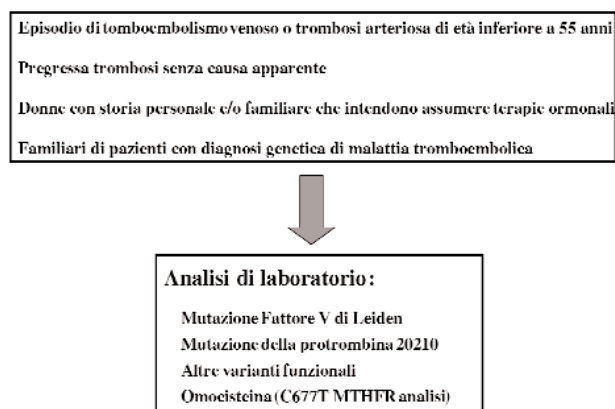 Episodio di tomboembolismo venoso o trombosi arteriosa di età inferiore a 55 anni
Pregressa trombosi senza causa apparente
Donne con storia personale e/o familiare che intendono assumere terapie ormonali
Familiari di pazienti con diagnosi genetica di malattia tromboembolica
Analisi di laboratorio:
Mutazione Fattore V di Leiden
Mutazione della protrombina 20210
Altre varianti funzionali
Omocisteina (C677T MTHFR analisi)